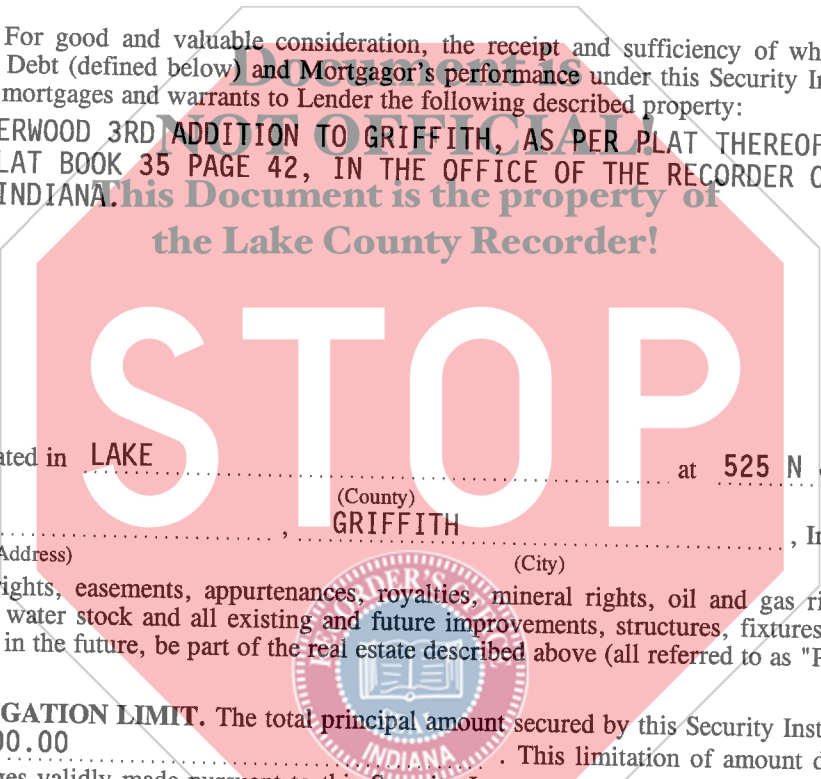 For good and valuable consideration, the receipt and sufficiency of wh
Document is
Debt (defined below) and Mortgagor's performance under this Security In
mortgages and warrants to Lender the following described property:
ERWOOD 3RD ADDITION TO GRIFFITH, AS PER PLAT THEREOF
NOT OFFICIAL!
LAT BOOK 35 PAGE 42, IN THE OFFICE OF THE RECORDER O
INDIANA.
This Document is the property of
the Lake County Recorder!
STOP
ated in LAKE at 525 N
(County)
, GRIFFITH , In
Address) (City)
ights, easements, appurtenances, royalties, mineral rights, oil and gas ri
water stock and all existing and future improvements, structures, fixtures
in the future, be part of the real estate described above (all referred to as "P
GATION LIMIT. The total principal amount secured by this Security Inst
00.00 . This limitation of amount d
INDIANA